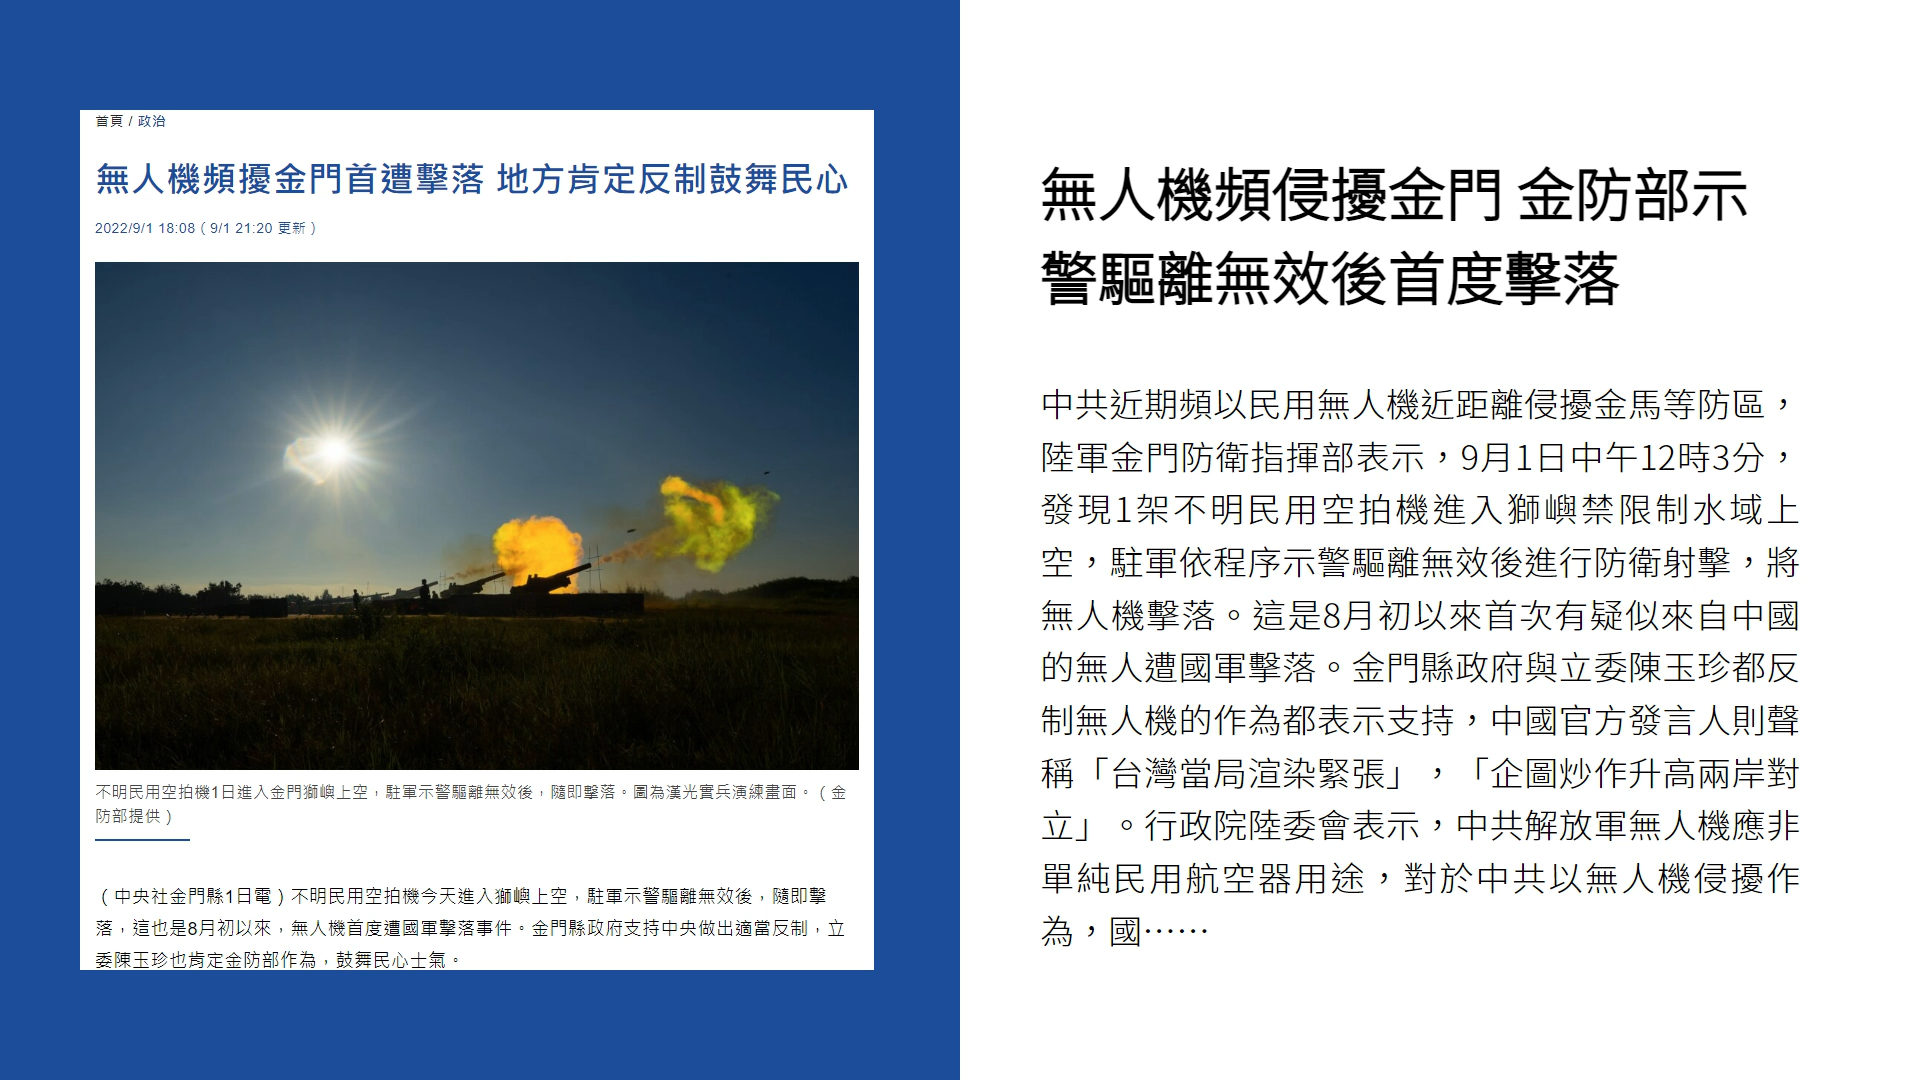 首頁 / 政治
無人機頻擾金門首遭擊落 地方肯定反制鼓舞民心
2022/9/1 18:08（9/1 21:20 更新）
不明民用空拍機1日進入金門獅嶼上空，駐軍示警驅離無效後，隨即擊落。圖為漢光實兵演練畫面。（金
防部提供）
（中央社金門縣1日電）不明民用空拍機今天進入獅嶼上空，駐軍示警驅離無效後，隨即擊
落，這也是8月初以來，無人機首度遭國軍擊落事件。金門縣政府支持中央做出適當反制，立
委陳玉珍也肯定金防部作為，鼓舞民心士氣。
無人機頻侵擾金門 金防部示
警驅離無效後首度擊落
中共近期頻以民用無人機近距離侵擾金馬等防區，
陸軍金門防衛指揮部表示，9月1日中午12時3分，
發現1架不明民用空拍機進入獅嶼禁限制水域上
空，駐軍依程序示警驅離無效後進行防衛射擊，將
無人機擊落。這是8月初以來首次有疑似來自中國
的無人遭國軍擊落。金門縣政府與立委陳玉珍都反
制無人機的作為都表示支持，中國官方發言人則聲
稱「台灣當局渲染緊張」，「企圖炒作升高兩岸對
立」。行政院陸委會表示，中共解放軍無人機應非
單純民用航空器用途，對於中共以無人機侵擾作
為，國⋯⋯